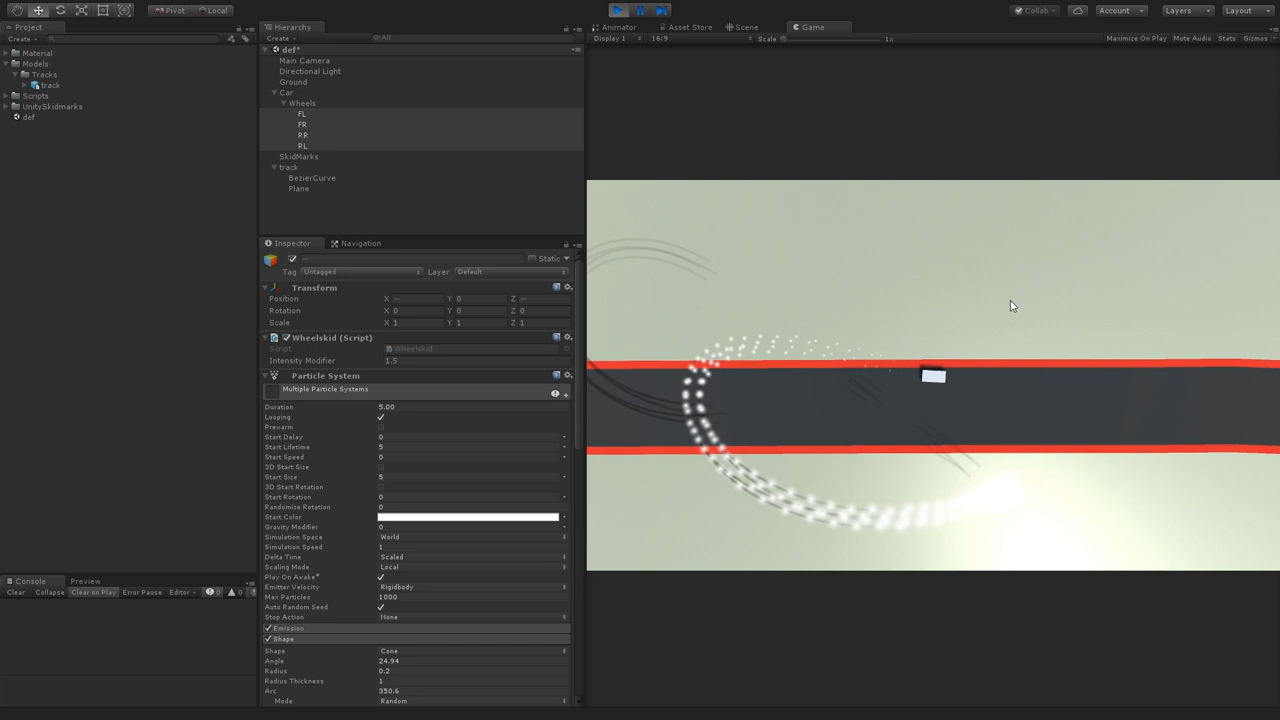 Pivot Local Collab Account Layers Layout
Project
Create
Material
Models
Tracks
track
Scripts
UnitySkidmarks
def
Hierarchy
Create All
def*
Main Camera
Directional Light
Ground
Car
Wheels
FL
FR
RR
RL
SkidMarks
track
BezierCurve
Plane
Inspector Navigation
— Static
Tag Untagged Layer Default
Transform
Position X — Y 0 Z —
Rotation X 0 Y 0 Z 0
Scale X 1 Y 1 Z 1
Wheelskid (Script)
Script Wheelskid
Intensity Modifier 1.5
Particle System
Multiple Particle Systems
Duration 5.00
Looping
Prewarm
Start Delay 0
Start Lifetime 5
Start Speed 0
3D Start Size
Start Size 5
3D Start Rotation
Start Rotation 0
Randomize Rotation 0
Start Color
Gravity Modifier 0
Simulation Space World
Simulation Speed 1
Delta Time Scaled
Scaling Mode Local
Play On Awake*
Emitter Velocity Rigidbody
Max Particles 1000
Auto Random Seed
Stop Action None
Emission
Shape
Shape Cone
Angle 24.94
Radius 0.2
Radius Thickness 1
Arc 350.6
Mode Random
Animator Asset Store Scene Game
Display 1 16:9 Scale 1x Maximize On Play Mute Audio Stats Gizmos
Console Preview
Clear Collapse Clear on Play Error Pause Editor 0 0